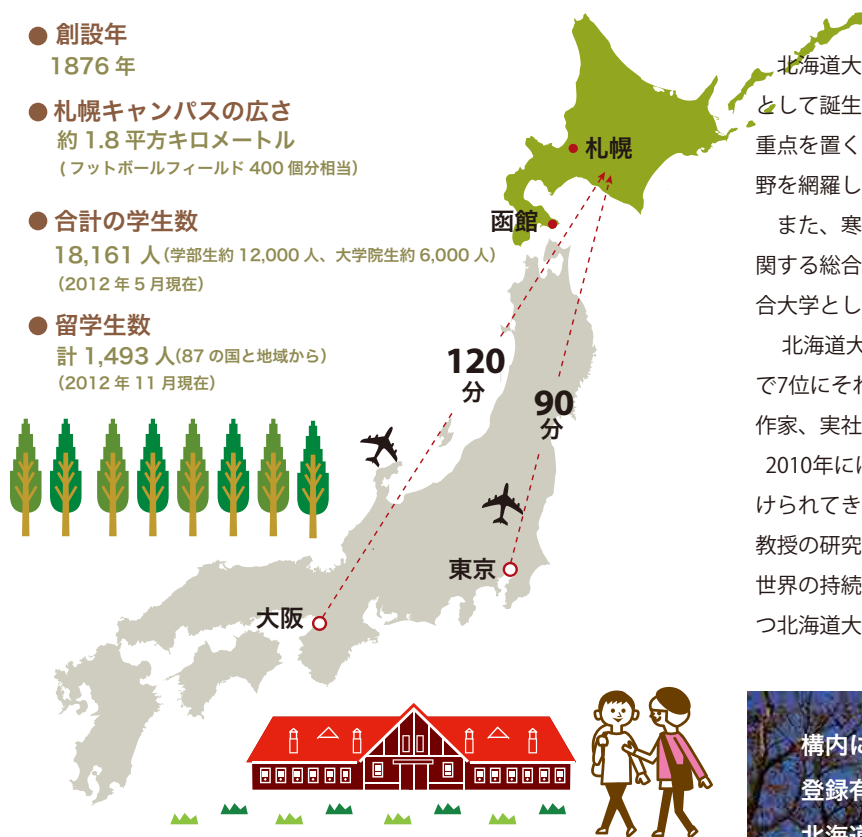 ● 創設年
1876 年
● 札幌キャンパスの広さ
約 1.8 平方キロメートル
( フットボールフィールド 400 個分相当)
● 合計の学生数
18,161 人(学部生約 12,000 人、大学院生約 6,000 人)
(2012 年 5 月現在)
● 留学生数
計 1,493 人(87 の国と地域から)
(2012 年 11 月現在)
札幌
函館
120
分
90
分
東京
大阪
北海道大
として誕生
重点を置く
野を網羅し
また、寒
関する総合
合大学とし
北海道大
で7位にそれ
作家、実社
2010年には
けられてき
教授の研究
世界の持続
つ北海道大
構内に
登録有
北海道